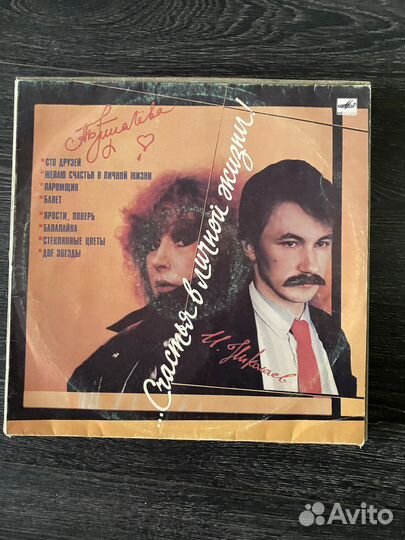 А. Пугачёва
СТО ДРУЗЕЙ
ЖЕЛАЮ СЧАСТЬЯ В ЛИЧНОЙ ЖИЗНИ
ПАРОМЩИК
БАЛЕТ
ПРОСТИ, ПОВЕРЬ
БАЛАЛАЙКА
СТЕКЛЯННЫЕ ЦВЕТЫ
ДВЕ ЗВЕЗДЫ
...Счастья в личной жизни!
И. Николаев
Avito